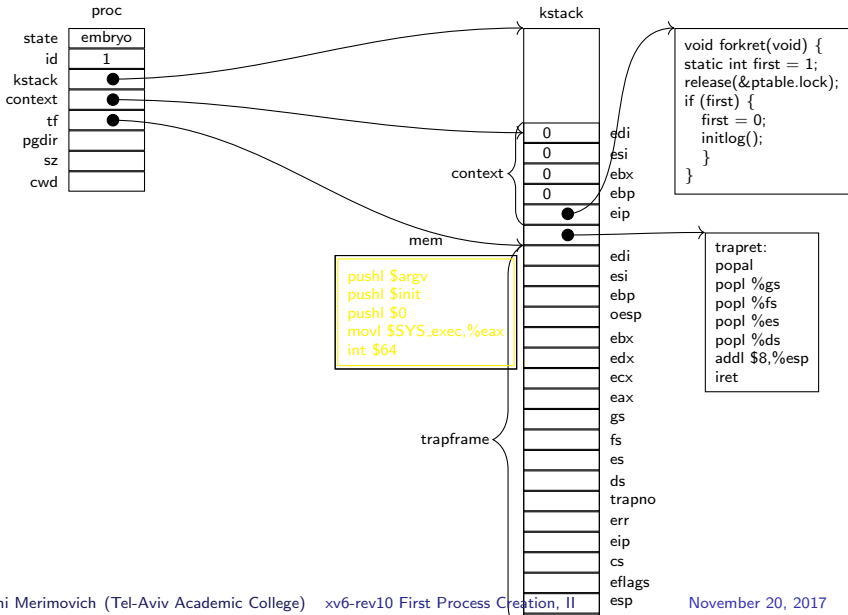 proc
kstack
state embryo
id 1
kstack
context
tf
pgdir
sz
cwd
void forkret(void) {
static int first = 1;
release(&ptable.lock);
if (first) {
first = 0;
initlog();
}
}
context
0 edi
0 esi
0 ebx
0 ebp
eip
mem
pushl $argv
pushl $init
pushl $0
movl $SYS_exec,%eax
int $64
trapret:
popal
popl %gs
popl %fs
popl %es
popl %ds
addl $8,%esp
iret
trapframe
edi
esi
ebp
oesp
ebx
edx
ecx
eax
gs
fs
es
ds
trapno
err
eip
cs
eflags
esp
Merimovich (Tel-Aviv Academic College) xv6-rev10 First Process Creation, II November 20, 2017